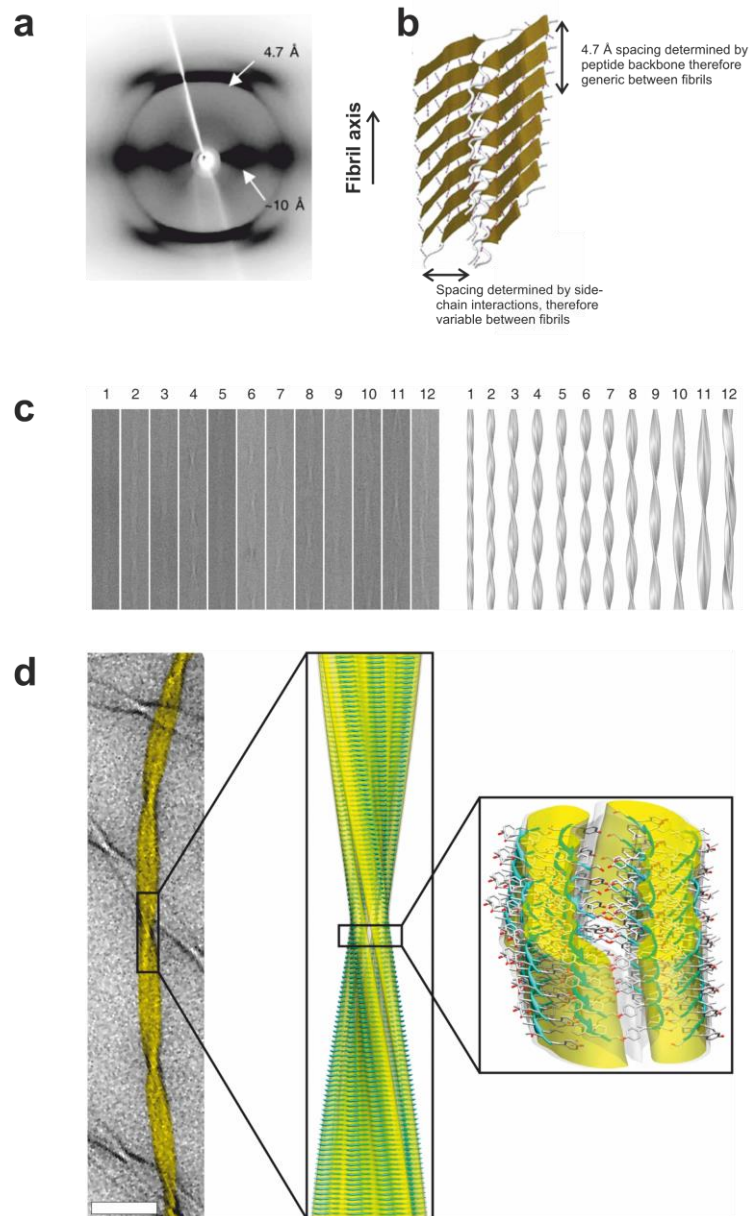 a
4.7 Å
~10 Å
b
Fibril axis
4.7 Å spacing determined by
peptide backbone therefore
generic between fibrils
Spacing determined by side-
chain interactions, therefore
variable between fibrils
c
1 2 3 4 5 6 7 8 9 10 11 12
1 2 3 4 5 6 7 8 9 10 11 12
d